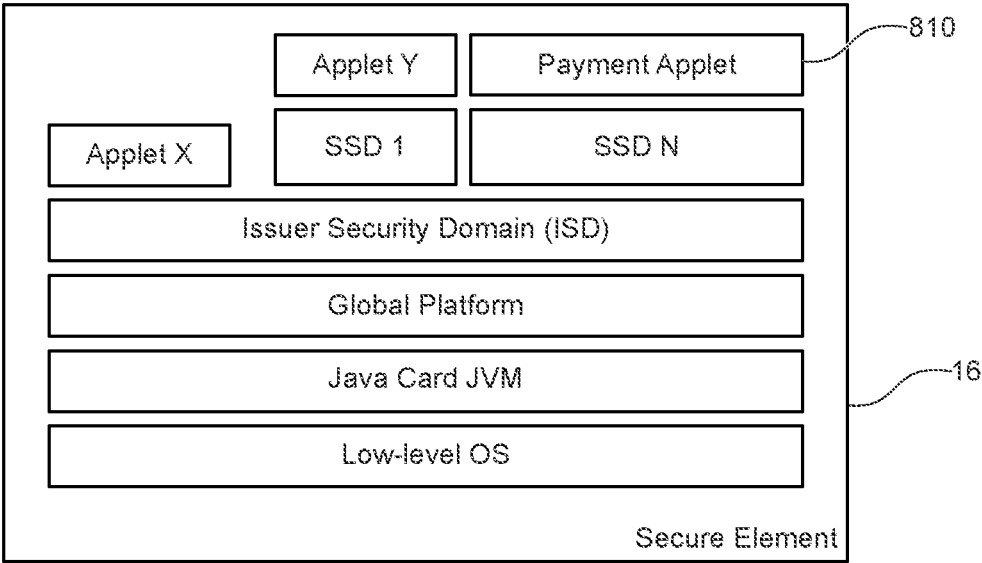 810
Applet Y
Payment Applet
Applet X
SSD 1
SSD N
Issuer Security Domain (ISD)
Global Platform
Java Card JVM
16
Low-level OS
Secure Element